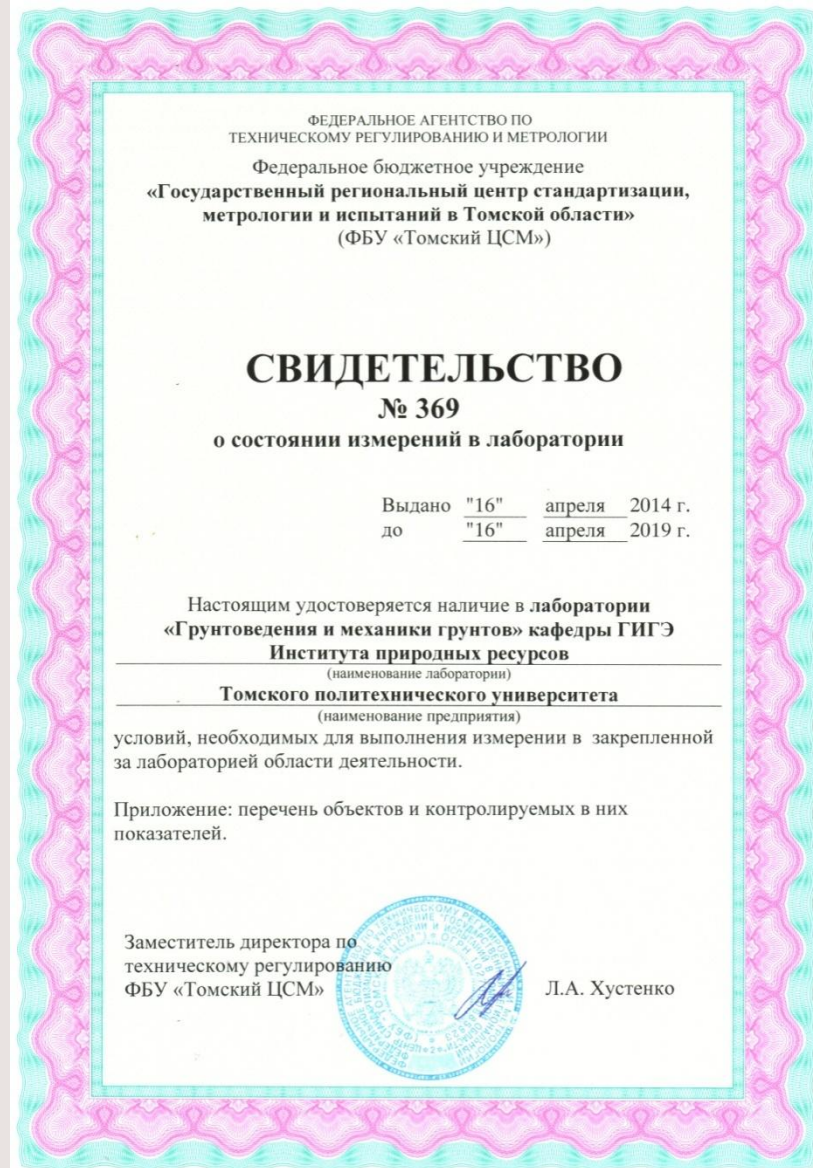 ФЕДЕРАЛЬНОЕ АГЕНТСТВО ПО
ТЕХНИЧЕСКОМУ РЕГУЛИРОВАНИЮ И МЕТРОЛОГИИ
Федеральное бюджетное учреждение
«Государственный региональный центр стандартизации,
метрологии и испытаний в Томской области»
(ФБУ «Томский ЦСМ»)
СВИДЕТЕЛЬСТВО
№ 369
о состоянии измерений в лаборатории
Выдано "16" апреля 2014 г.
до "16" апреля 2019 г.
Настоящим удостоверяется наличие в лаборатории
«Грунтоведения и механики грунтов» кафедры ГИГЭ
Института природных ресурсов
(наименование лаборатории)
Томского политехнического университета
(наименование предприятия)
условий, необходимых для выполнения измерении в закрепленной
за лабораторией области деятельности.
Приложение: перечень объектов и контролируемых в них
показателей.
Заместитель директора по
техническому регулированию
ФБУ «Томский ЦСМ» Л.А. Хустенко